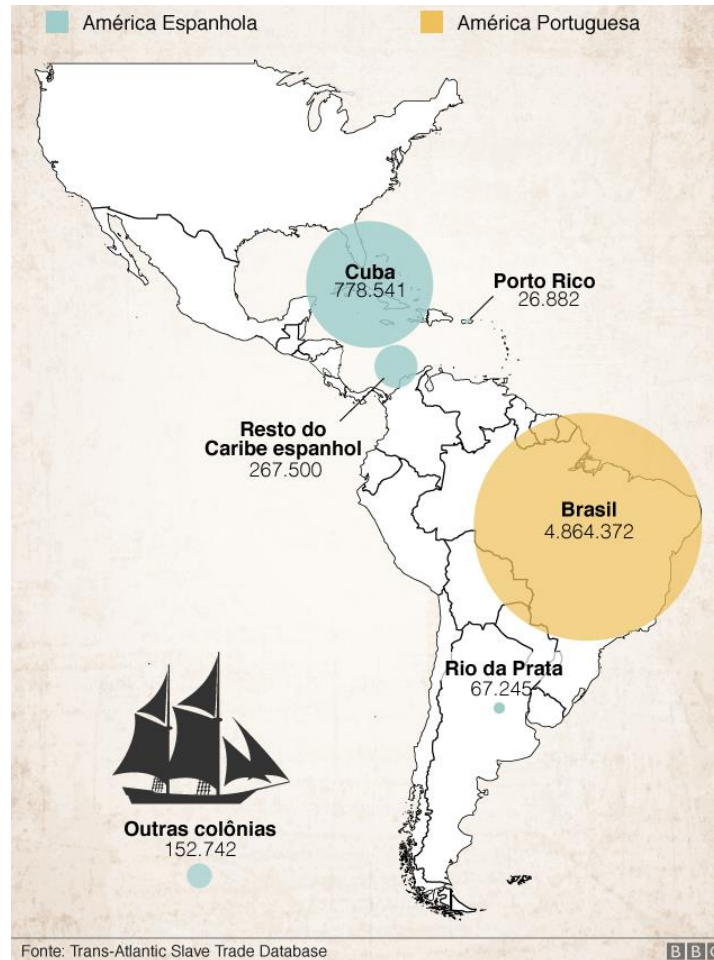 América Espanhola
América Portuguesa
Cuba
778.541
Porto Rico
26.882
Resto do
Caribe espanhol
267.500
Brasil
4.864.372
Rio da Prata
67.245
Outras colônias
152.742
Fonte: Trans-Atlantic Slave Trade Database
BBC